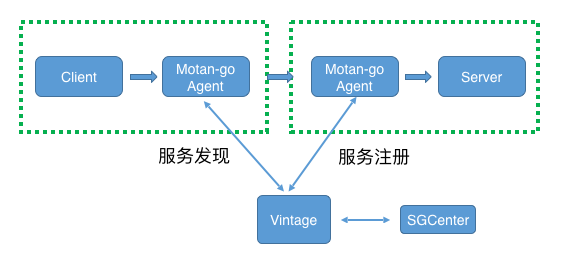 Client
Motan-go
Agent
Motan-go
Agent
Server
服务发现
服务注册
Vintage
SGCenter